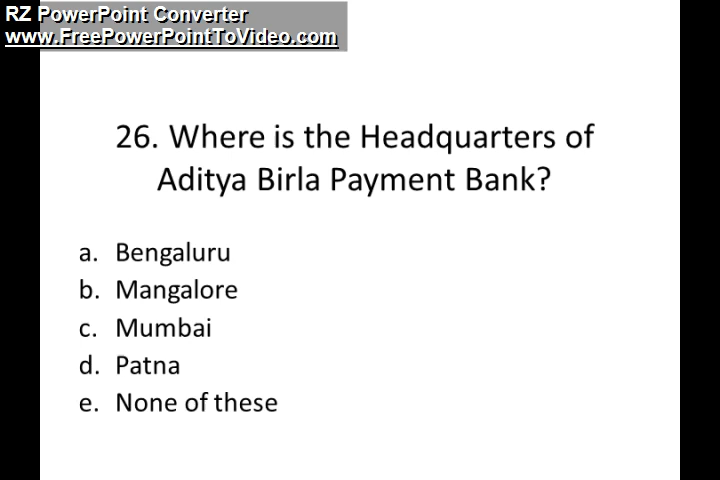 RZ PowerPoint Converter
www.FreePowerPointToVideo.com
26. Where is the Headquarters of
Aditya Birla Payment Bank?
a. Bengaluru
b. Mangalore
c. Mumbai
d. Patna
e. None of these